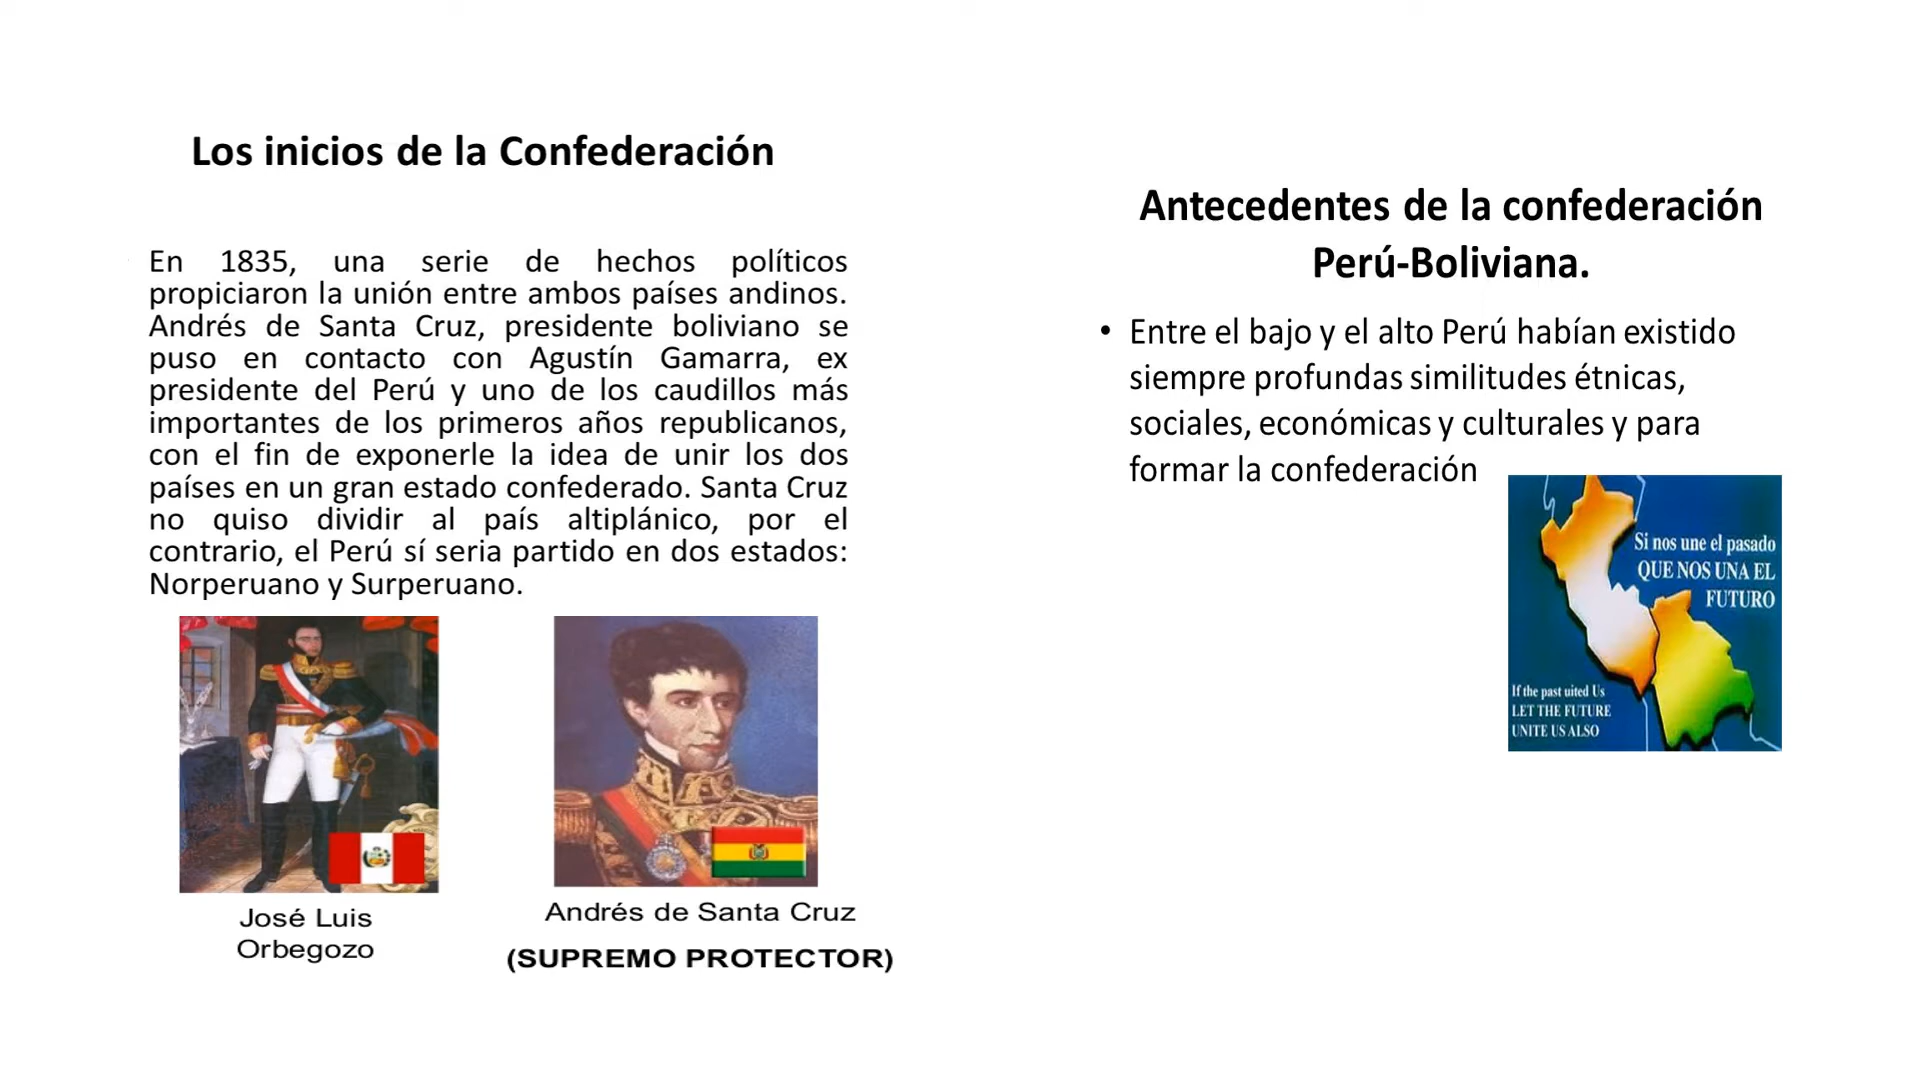 Los inicios de la Confederación
En 1835, una serie de hechos políticos
propiciaron la unión entre ambos países andinos.
Andrés de Santa Cruz, presidente boliviano se
puso en contacto con Agustín Gamarra, ex
presidente del Perú y uno de los caudillos más
importantes de los primeros años republicanos,
con el fin de exponerle la idea de unir los dos
países en un gran estado confederado. Santa Cruz
no quiso dividir al país altiplánico, por el
contrario, el Perú sí seria partido en dos estados:
Norperuano y Surperuano.
José Luis
Orbegozo
Andrés de Santa Cruz
(SUPREMO PROTECTOR)
Antecedentes de la confederación
Perú-Boliviana.
• Entre el bajo y el alto Perú habían existido
siempre profundas similitudes étnicas,
sociales, económicas y culturales y para
formar la confederación
Si nos une el pasado
QUE NOS UNA EL
FUTURO
If the past uited Us
LET THE FUTURE
UNITE US ALSO